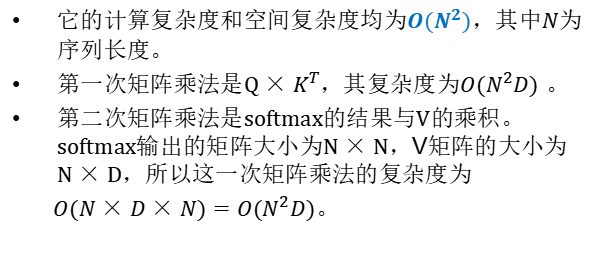 • 它的计算复杂度和空间复杂度均为O(N²)，其中N为
序列长度。
• 第一次矩阵乘法是Q × Kᵀ，其复杂度为O(N²D) 。
• 第二次矩阵乘法是softmax的结果与V的乘积。
softmax输出的矩阵大小为N × N，V矩阵的大小为
N × D，所以这一次矩阵乘法的复杂度为
O(N × D × N) = O(N²D)。